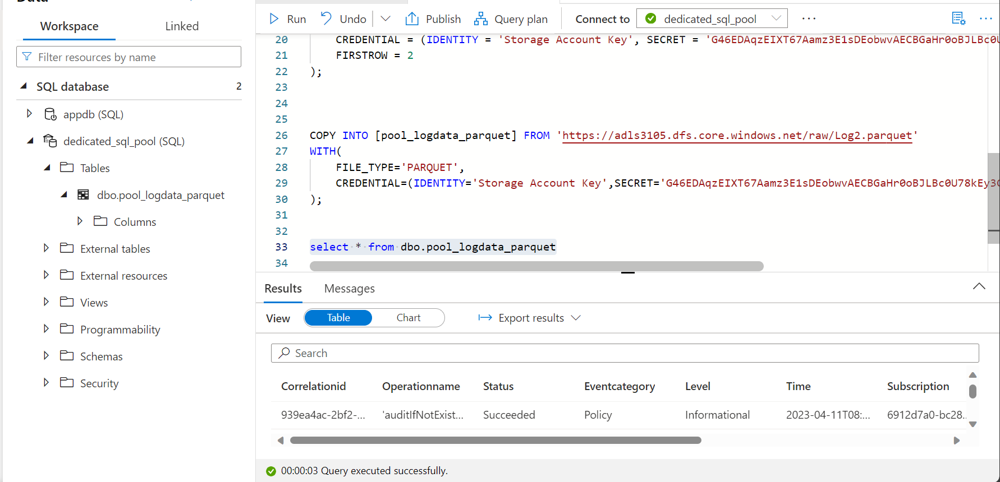 Data
Workspace
Linked
Filter resources by name
SQL database
2
appdb (SQL)
dedicated_sql_pool (SQL)
Tables
dbo.pool_logdata_parquet
Columns
External tables
External resources
Views
Programmability
Schemas
Security
Run
Undo
Publish
Query plan
Connect to
dedicated_sql_pool
20 CREDENTIAL = (IDENTITY = 'Storage Account Key', SECRET = 'G46EDAqzEIXT67Aamz3E1sDEobwvAECBGaHr0oBJLBc0U
21 FIRSTROW = 2
22 );
23
24
25
26 COPY INTO [pool_logdata_parquet] FROM 'https://adls3105.dfs.core.windows.net/raw/Log2.parquet'
27 WITH(
28 FILE_TYPE='PARQUET',
29 CREDENTIAL=(IDENTITY='Storage Account Key',SECRET='G46EDAqzEIXT67Aamz3E1sDEobwvAECBGaHr0oBJLBc0U78kEy3
30 );
31
32
33 select * from dbo.pool_logdata_parquet
34
Results
Messages
View
Table
Chart
Export results
Search
Correlationid Operationname Status Eventcategory Level Time Subscription
939ea4ac-2bf2-... 'auditIfNotExist... Succeeded Policy Informational 2023-04-11T08:... 6912d7a0-bc28..
00:00:03 Query executed successfully.